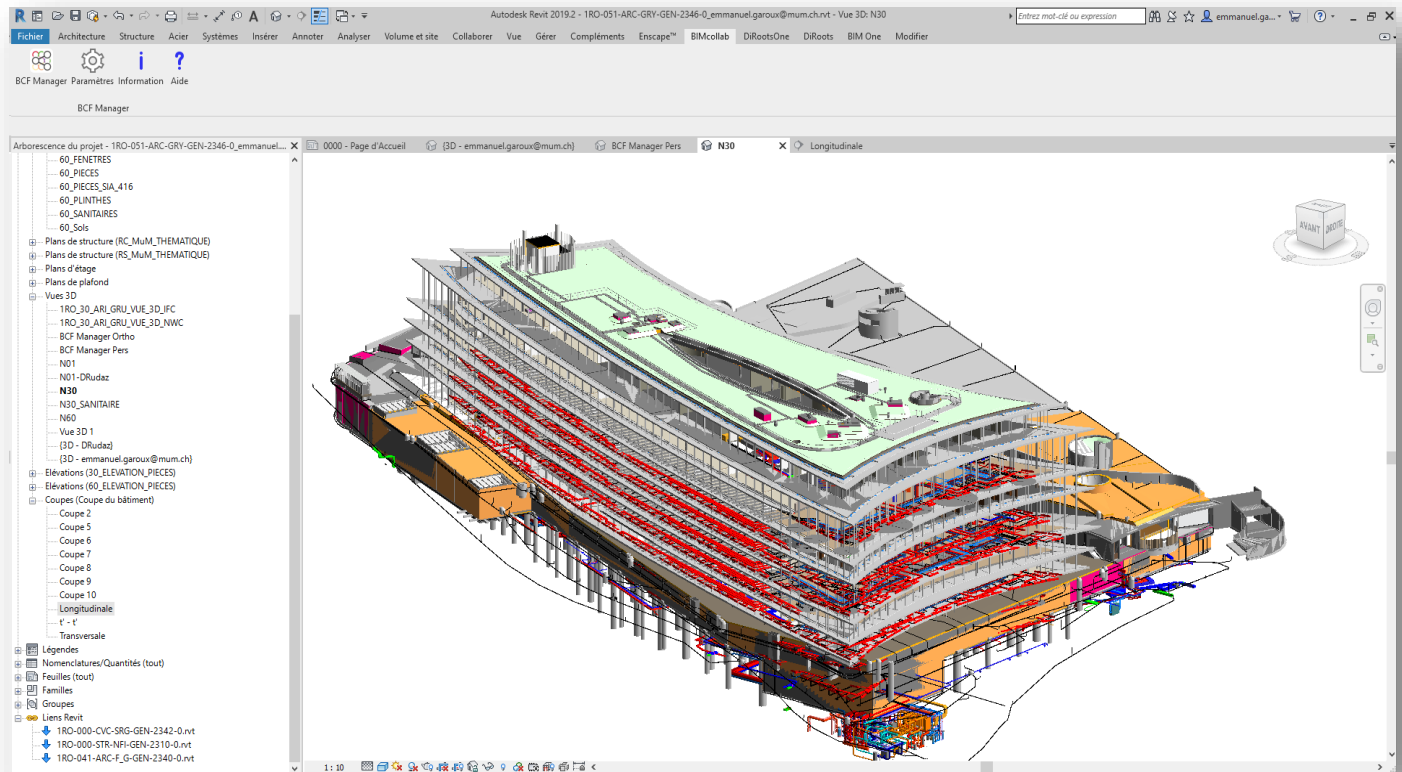 Autodesk Revit 2019.2 - 1RO-051-ARC-GRY-GEN-2346-0_emmanuel.garoux@mum.ch.rvt - Vue 3D: N30
Entrez mot-clé ou expression
emmanuel.ga...
Fichier Architecture Structure Acier Systèmes Insérer Annoter Analyser Volume et site Collaborer Vue Gérer Compléments Enscape™ BIMcollab DiRootsOne DiRoots BIM One Modifier
BCF Manager Paramètres Information Aide
BCF Manager
Arborescence du projet - 1RO-051-ARC-GRY-GEN-2346-0_emmanuel....
0000 - Page d'Accueil {3D - emmanuel.garoux@mum.ch} BCF Manager Pers N30 Longitudinale
60_FENETRES
60_PIECES
60_PIECES_SIA_416
60_PLINTHES
60_SANITAIRES
60_Sols
Plans de structure (RC_MuM_THEMATIQUE)
Plans de structure (RS_MuM_THEMATIQUE)
Plans d'étage
Plans de plafond
Vues 3D
1RO_30_ARI_GRU_VUE_3D_IFC
1RO_30_ARI_GRU_VUE_3D_NWC
BCF Manager Ortho
BCF Manager Pers
N01
N01-DRudaz
N30
N30_SANITAIRE
N60
Vue 3D 1
{3D - DRudaz}
{3D - emmanuel.garoux@mum.ch}
Elévations (30_ELEVATION_PIECES)
Elévations (60_ELEVATION_PIECES)
Coupes (Coupe du bâtiment)
Coupe 2
Coupe 5
Coupe 6
Coupe 7
Coupe 8
Coupe 9
Coupe 10
Longitudinale
t' - t'
Transversale
Légendes
Nomenclatures/Quantités (tout)
Feuilles (tout)
Familles
Groupes
Liens Revit
1RO-000-CVC-SRG-GEN-2342-0.rvt
1RO-000-STR-NFI-GEN-2310-0.rvt
1RO-041-ARC-F_G-GEN-2340-0.rvt
AVANT DROITE
1 : 10